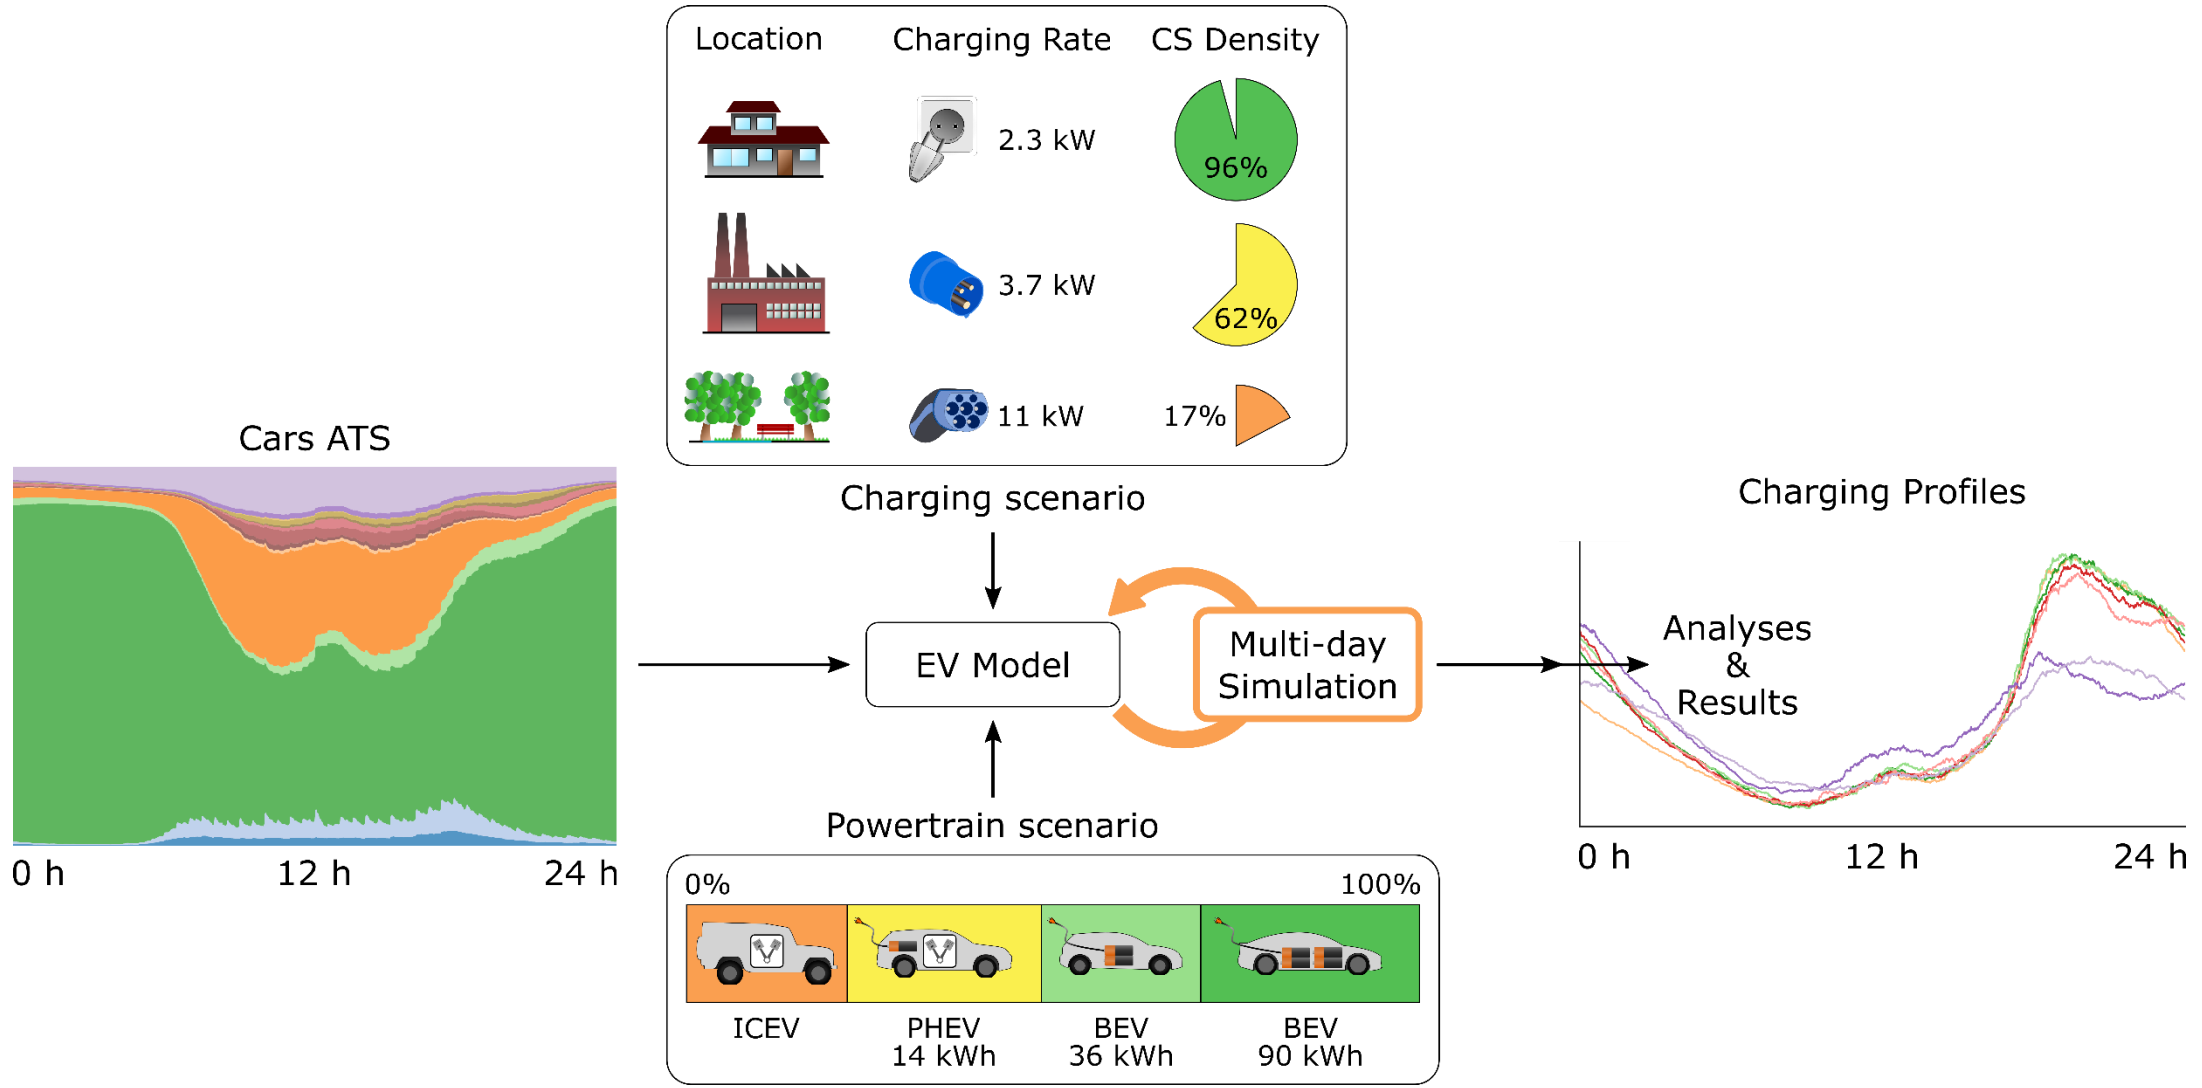 Location Charging Rate CS Density
2.3 kW
96%
3.7 kW
62%
11 kW
17%
Charging scenario
Cars ATS
0 h 12 h 24 h
EV Model
Multi-day
Simulation
Powertrain scenario
0% 100%
ICEV
PHEV
14 kWh
BEV
36 kWh
BEV
90 kWh
Charging Profiles
Analyses
&
Results
0 h 12 h 24 h